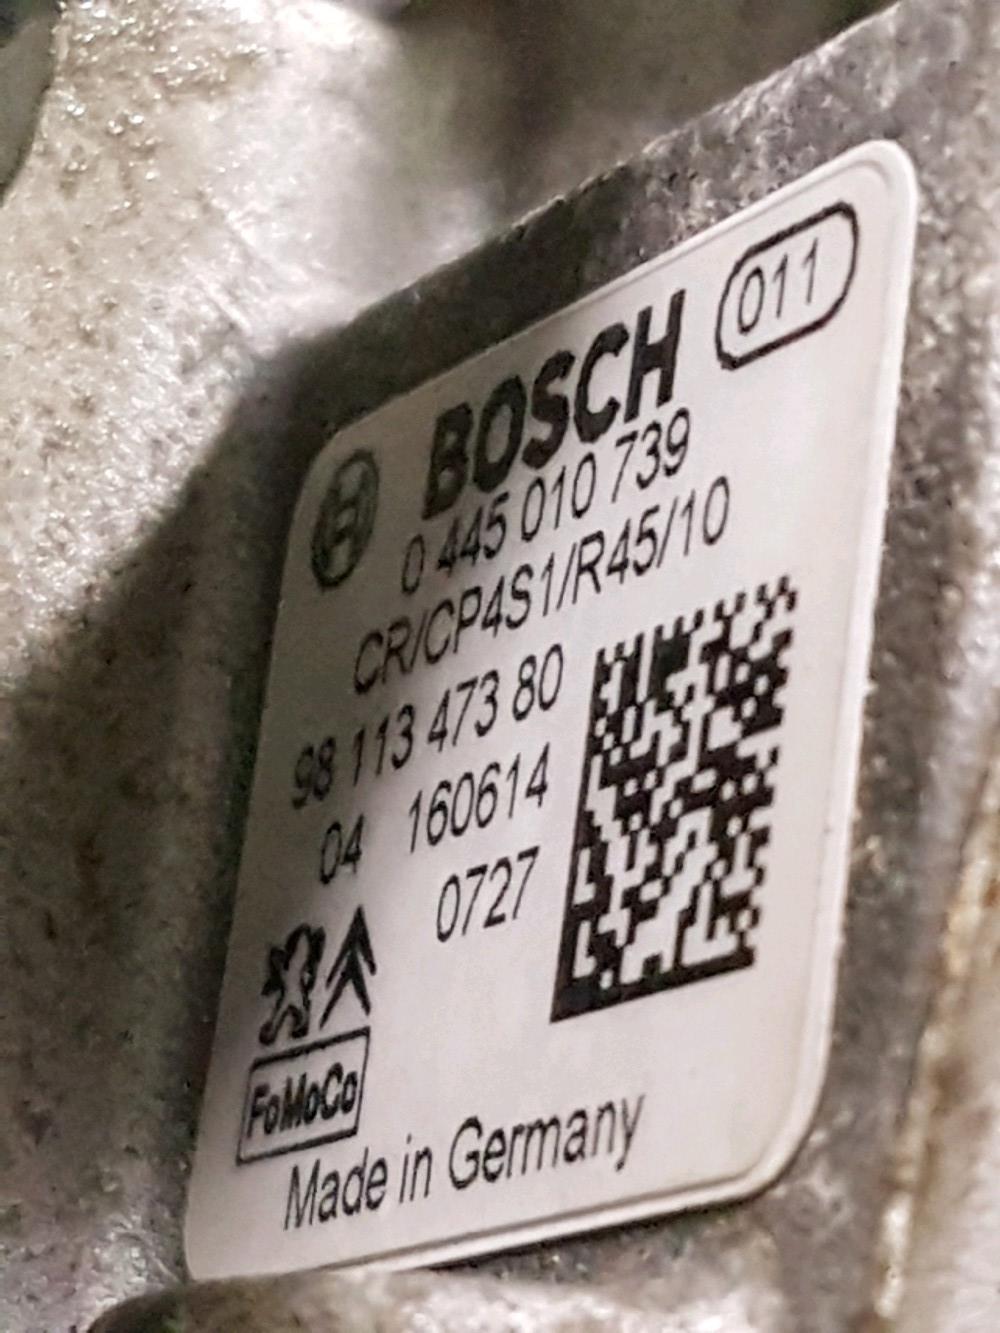 BOSCH 011
0 445 010 739
CR/CP4S1/R45/10
98 113 473 80
04 160614
0727
FoMoCo
Made in Germany